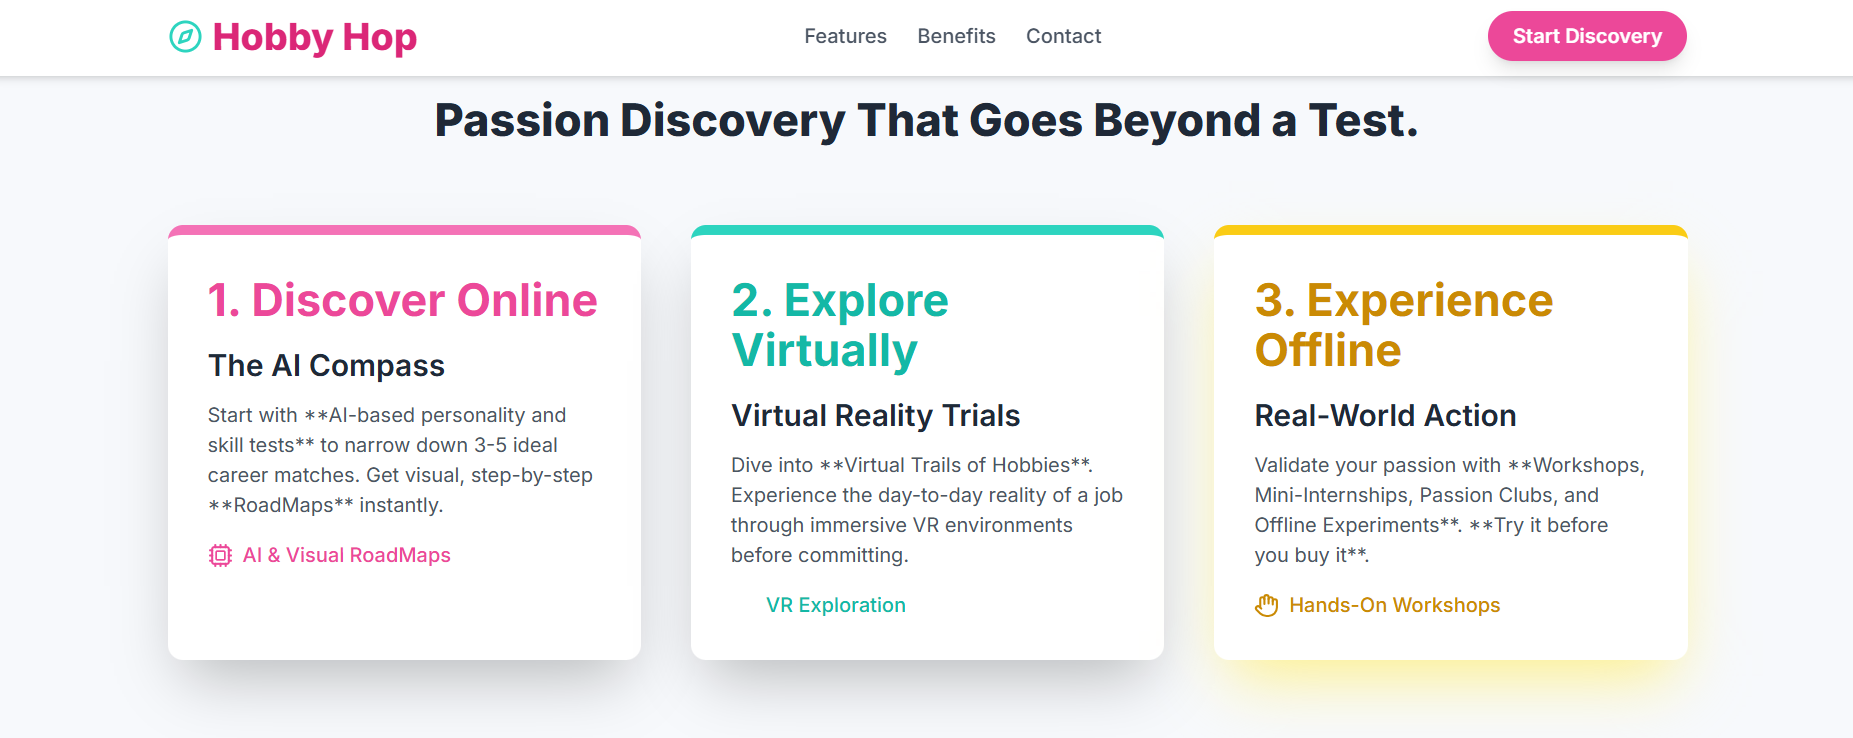 Hobby Hop
Features
Benefits
Contact
Start Discovery
Passion Discovery That Goes Beyond a Test.
1. Discover Online
The AI Compass
Start with **AI-based personality and
skill tests** to narrow down 3-5 ideal
career matches. Get visual, step-by-step
**RoadMaps** instantly.
AI & Visual RoadMaps
2. Explore
Virtually
Virtual Reality Trials
Dive into **Virtual Trails of Hobbies**.
Experience the day-to-day reality of a job
through immersive VR environments
before committing.
VR Exploration
3. Experience
Offline
Real-World Action
Validate your passion with **Workshops,
Mini-Internships, Passion Clubs, and
Offline Experiments**. **Try it before
you buy it**.
Hands-On Workshops